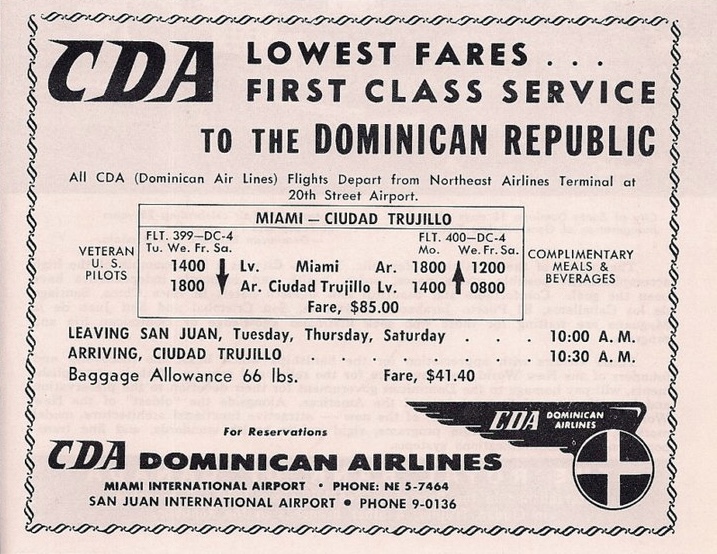 CDA LOWEST FARES . . .
FIRST CLASS SERVICE
TO THE DOMINICAN REPUBLIC
All CDA (Dominican Air Lines) Flights Depart from Northeast Airlines Terminal at
20th Street Airport.
MIAMI — CIUDAD TRUJILLO
FLT. 399—DC-4 FLT. 400—DC-4
Tu. We. Fr. Sa. Mo. We. Fr. Sa.
VETERAN
U. S.
PILOTS
1400 Lv. Miami Ar. 1800 1200
1800 Ar. Ciudad Trujillo Lv. 1400 0800
Fare, $85.00
COMPLIMENTARY
MEALS &
BEVERAGES
LEAVING SAN JUAN, Tuesday, Thursday, Saturday . . . 10:00 A. M.
ARRIVING, CIUDAD TRUJILLO . . . . . . 10:30 A. M.
Baggage Allowance 66 lbs. Fare, $41.40
CDA DOMINICAN
AIRLINES
For Reservations
CDA DOMINICAN AIRLINES
MIAMI INTERNATIONAL AIRPORT • PHONE: NE 5-7464
SAN JUAN INTERNATIONAL AIRPORT • PHONE 9-0136